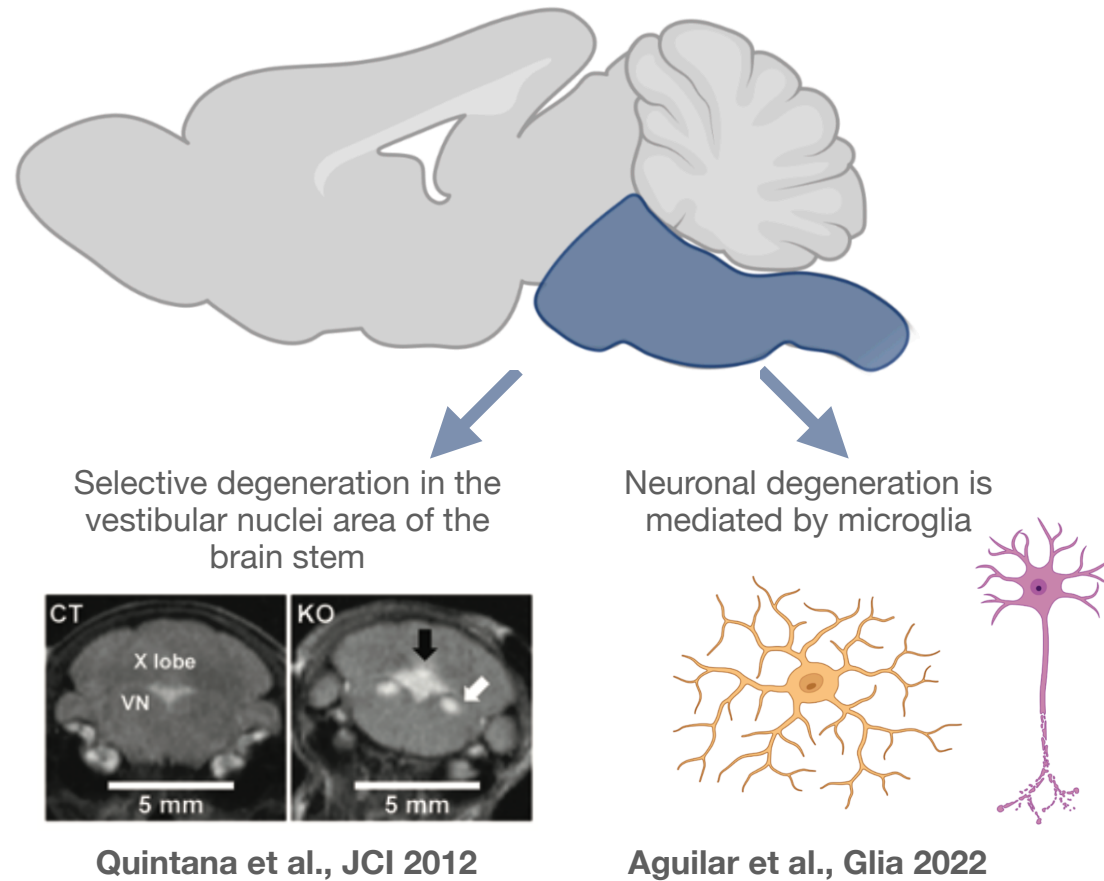 Selective degeneration in the
vestibular nuclei area of the
brain stem
Neuronal degeneration is
mediated by microglia
CT
X lobe
VN
5 mm
KO
5 mm
Quintana et al., JCI 2012
Aguilar et al., Glia 2022